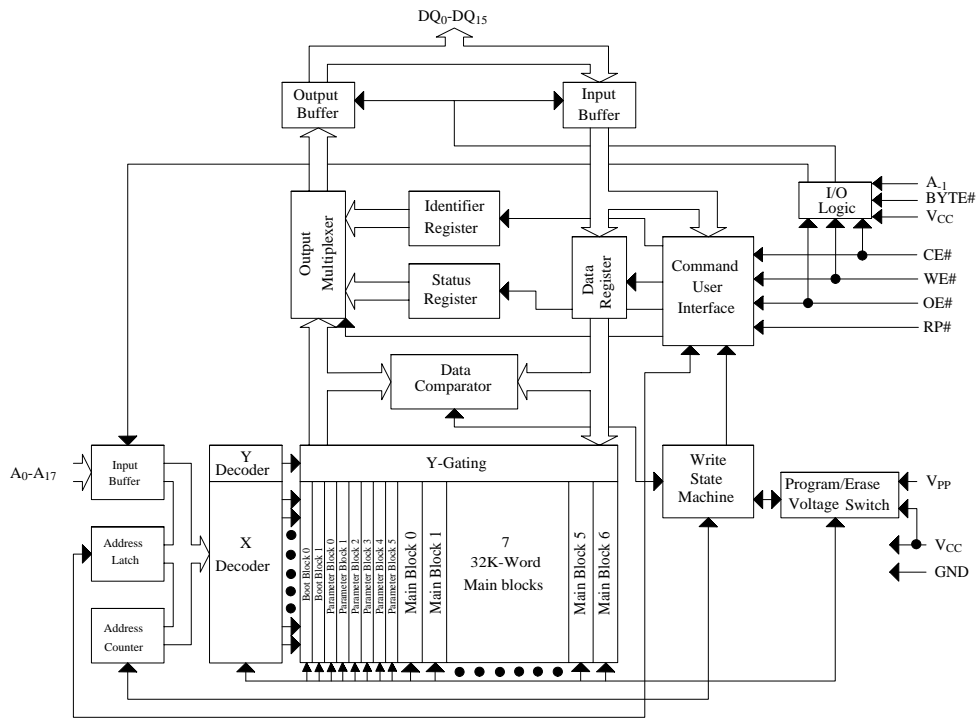 DQ0-DQ15
Output
Buffer
Input
Buffer
A-1
BYTE#
VCC
I/O
Logic
Identifier
Register
Output
Multiplexer
Status
Register
Data
Register
Command
User
Interface
CE#
WE#
OE#
RP#
Data
Comparator
A0-A17
Input
Buffer
Y
Decoder
Y-Gating
Write
State
Machine
Program/Erase
Voltage Switch
VPP
VCC
GND
Address
Latch
X
Decoder
Address
Counter
Boot Block 0
Boot Block 1
Parameter Block 0
Parameter Block 1
Parameter Block 2
Parameter Block 3
Parameter Block 4
Parameter Block 5
Main Block 0
Main Block 1
7
32K-Word
Main blocks
Main Block 5
Main Block 6